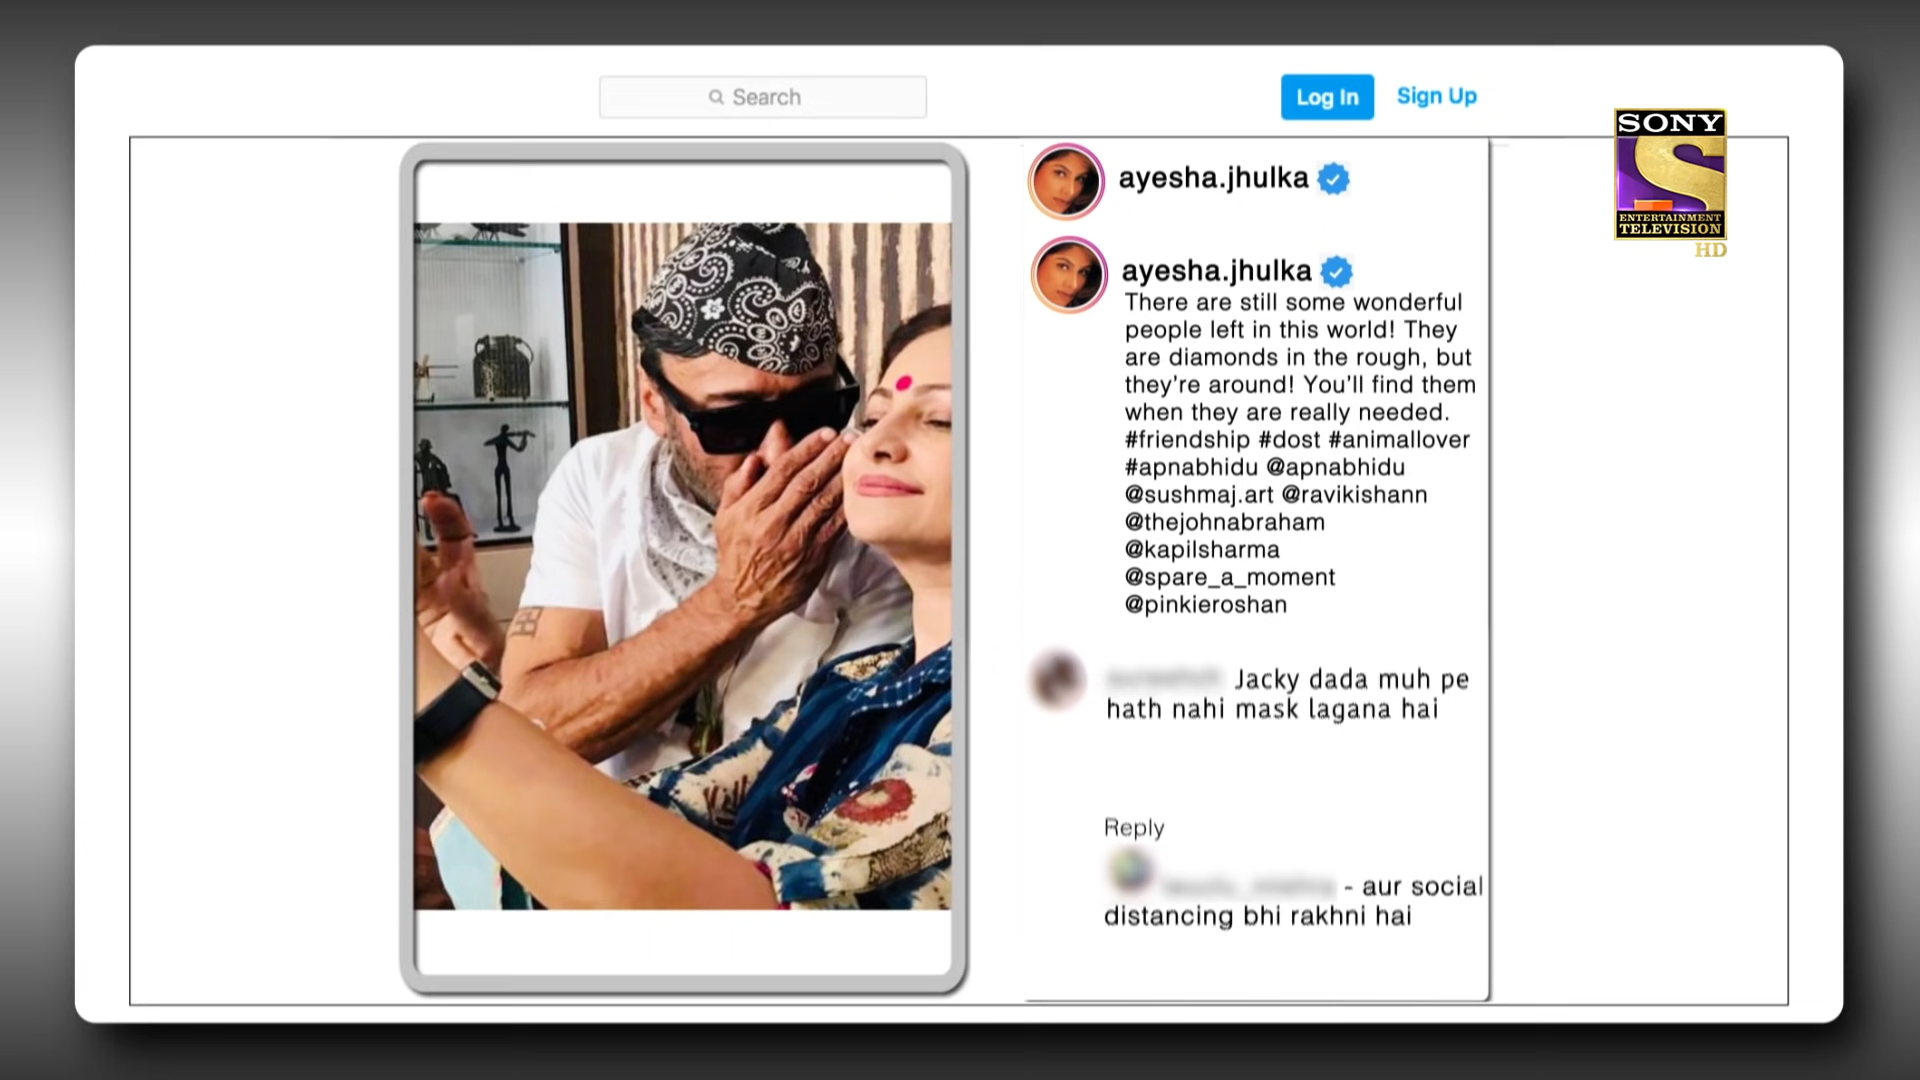 Search
Log In
Sign Up
SONY
ENTERTAINMENT
TELEVISION
HD
ayesha.jhulka
ayesha.jhulka
There are still some wonderful
people left in this world! They
are diamonds in the rough, but
they're around! You'll find them
when they are really needed.
#friendship #dost #animallover
#apnabhidu @apnabhidu
@sushmaj.art @ravikishann
@thejohnabraham
@kapilsharma
@spare_a_moment
@pinkieroshan
Jacky dada muh pe
hath nahi mask lagana hai
Reply
- aur social
distancing bhi rakhni hai